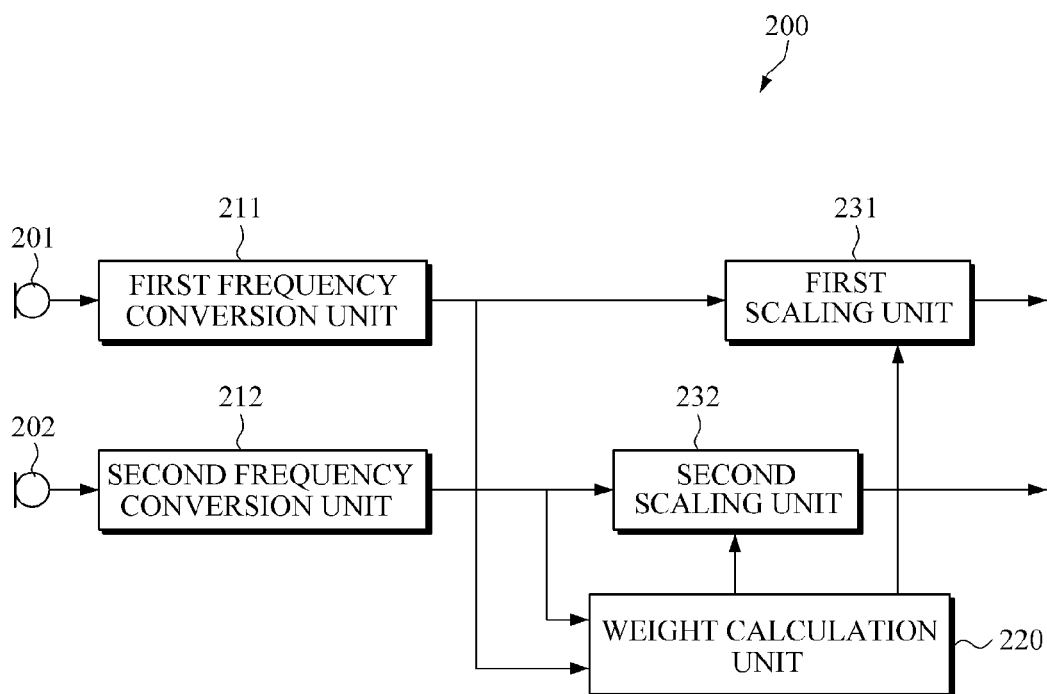 200
211
231
201
FIRST FREQUENCY
CONVERSION UNIT
FIRST
SCALING UNIT
212
232
202
SECOND FREQUENCY
CONVERSION UNIT
SECOND
SCALING UNIT
WEIGHT CALCULATION
UNIT
220